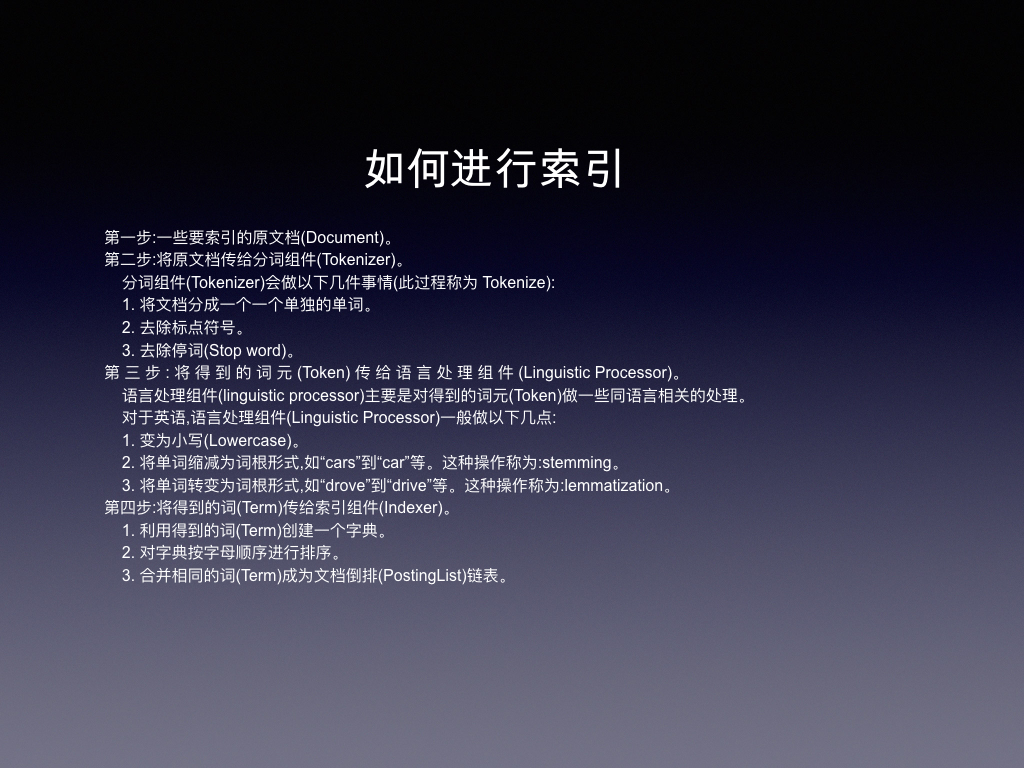 如何进行索引
第一步:一些要索引的原文档(Document)。
第二步:将原文档传给分词组件(Tokenizer)。
分词组件(Tokenizer)会做以下几件事情(此过程称为 Tokenize):
1. 将文档分成一个一个单独的单词。
2. 去除标点符号。
3. 去除停词(Stop word)。
第 三 步 : 将 得 到 的 词 元 (Token) 传 给 语 言 处 理 组 件 (Linguistic Processor)。
语言处理组件(linguistic processor)主要是对得到的词元(Token)做一些同语言相关的处理。
对于英语,语言处理组件(Linguistic Processor)一般做以下几点:
1. 变为小写(Lowercase)。
2. 将单词缩减为词根形式,如“cars”到“car”等。这种操作称为:stemming。
3. 将单词转变为词根形式,如“drove”到“drive”等。这种操作称为:lemmatization。
第四步:将得到的词(Term)传给索引组件(Indexer)。
1. 利用得到的词(Term)创建一个字典。
2. 对字典按字母顺序进行排序。
3. 合并相同的词(Term)成为文档倒排(PostingList)链表。